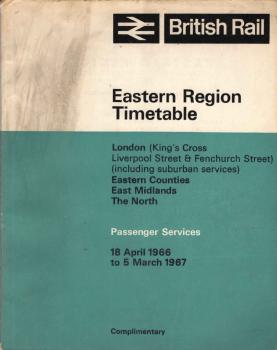 British Rail
Eastern Region
Timetable
London (King's Cross
Liverpool Street & Fenchurch Street)
(including suburban services)
Eastern Counties
East Midlands
The North
Passenger Services
18 April 1966
to 5 March 1967
Complimentary